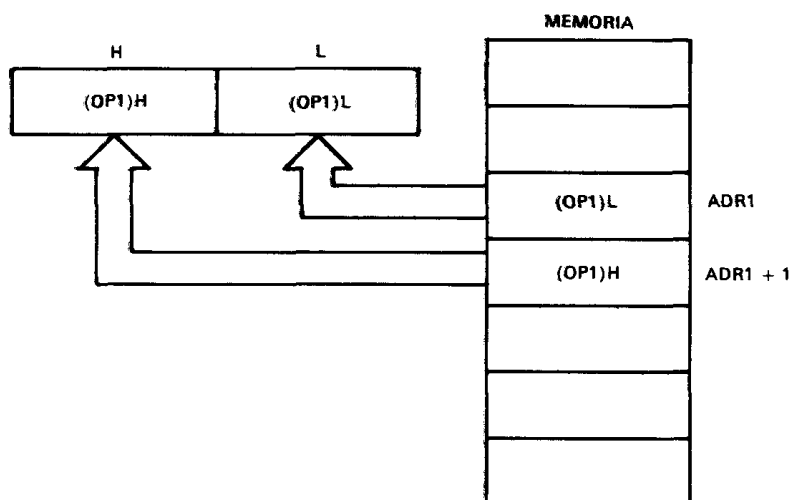 MEMORIA
H L
(OP1)H (OP1)L
(OP1)L ADR1
(OP1)H ADR1 + 1